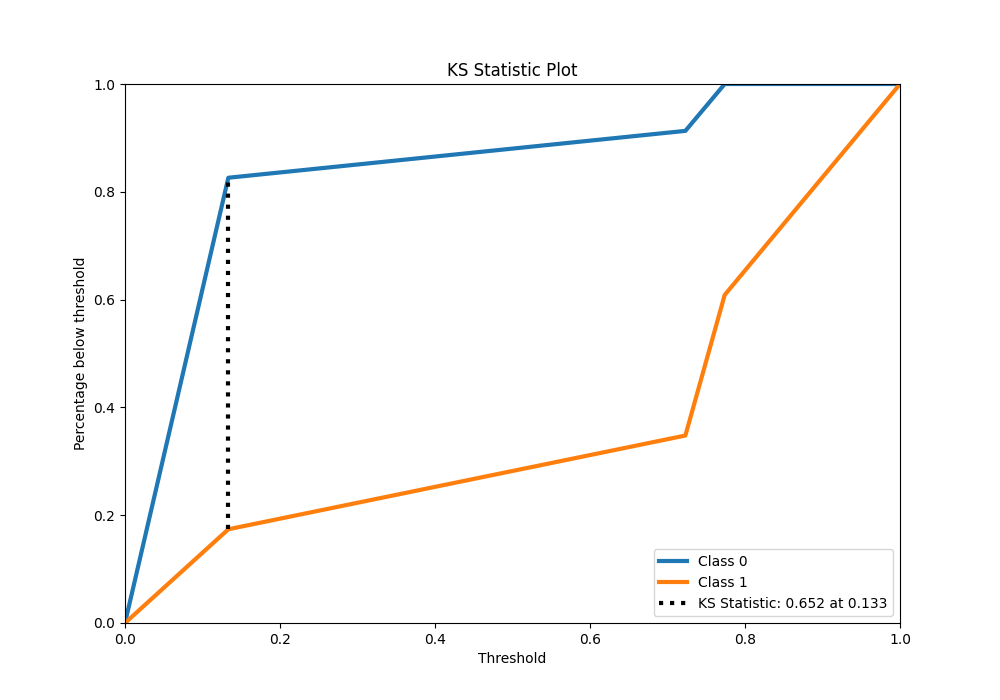 KS Statistic Plot
1.0
0.8
0.6
0.4
0.2
0.0
Percentage below threshold
0.0 0.2 0.4 0.6 0.8 1.0
Threshold
Class 0
Class 1
KS Statistic: 0.652 at 0.133